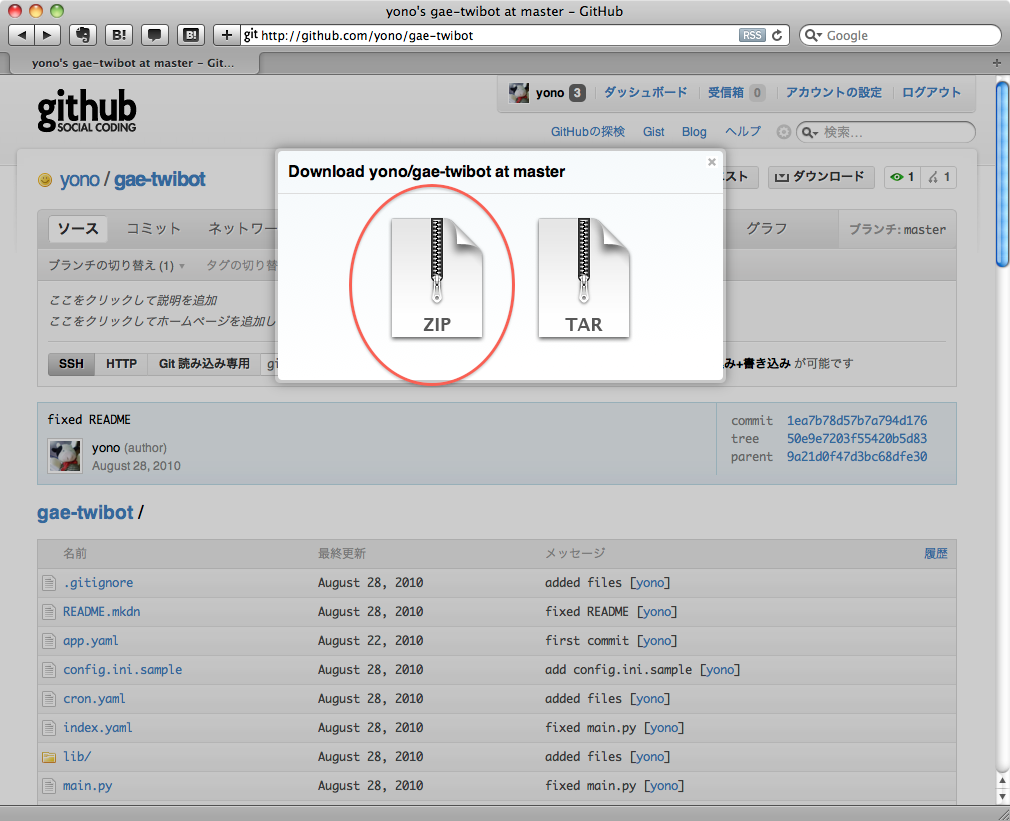 yono's gae-twibot at master – GitHub
B! B!
git http://github.com/yono/gae-twibot RSS Google
yono's gae-twibot at master – Git...
github
SOCIAL CODING
yono 3 ダッシュボード 受信箱 0 アカウントの設定 ログアウト
GitHubの探検 Gist Blog ヘルプ 検索...
Download yono/gae-twibot at master
yono / gae-twibot
スト ダウンロード 1 1
ソース コミット ネットワー グラフ ブランチ: master
ブランチの切り替え (1) タグの切り替
ZIP TAR
ここをクリックして説明を追加
ここをクリックしてホームページを追加し
SSH HTTP Git 読み込み専用 gi み+書き込み が可能です
fixed README
yono (author)
August 28, 2010
commit 1ea7b78d57b7a794d176
tree 50e9e7203f55420b5d83
parent 9a21d0f47d3bc68dfe30
gae-twibot /
名前 最終更新 メッセージ 履歴
.gitignore August 28, 2010 added files [yono]
README.mkdn August 28, 2010 fixed README [yono]
app.yaml August 22, 2010 first commit [yono]
config.ini.sample August 28, 2010 add config.ini.sample [yono]
cron.yaml August 28, 2010 added files [yono]
index.yaml August 28, 2010 fixed main.py [yono]
lib/ August 28, 2010 added files [yono]
main.py August 28, 2010 fixed main.py [yono]